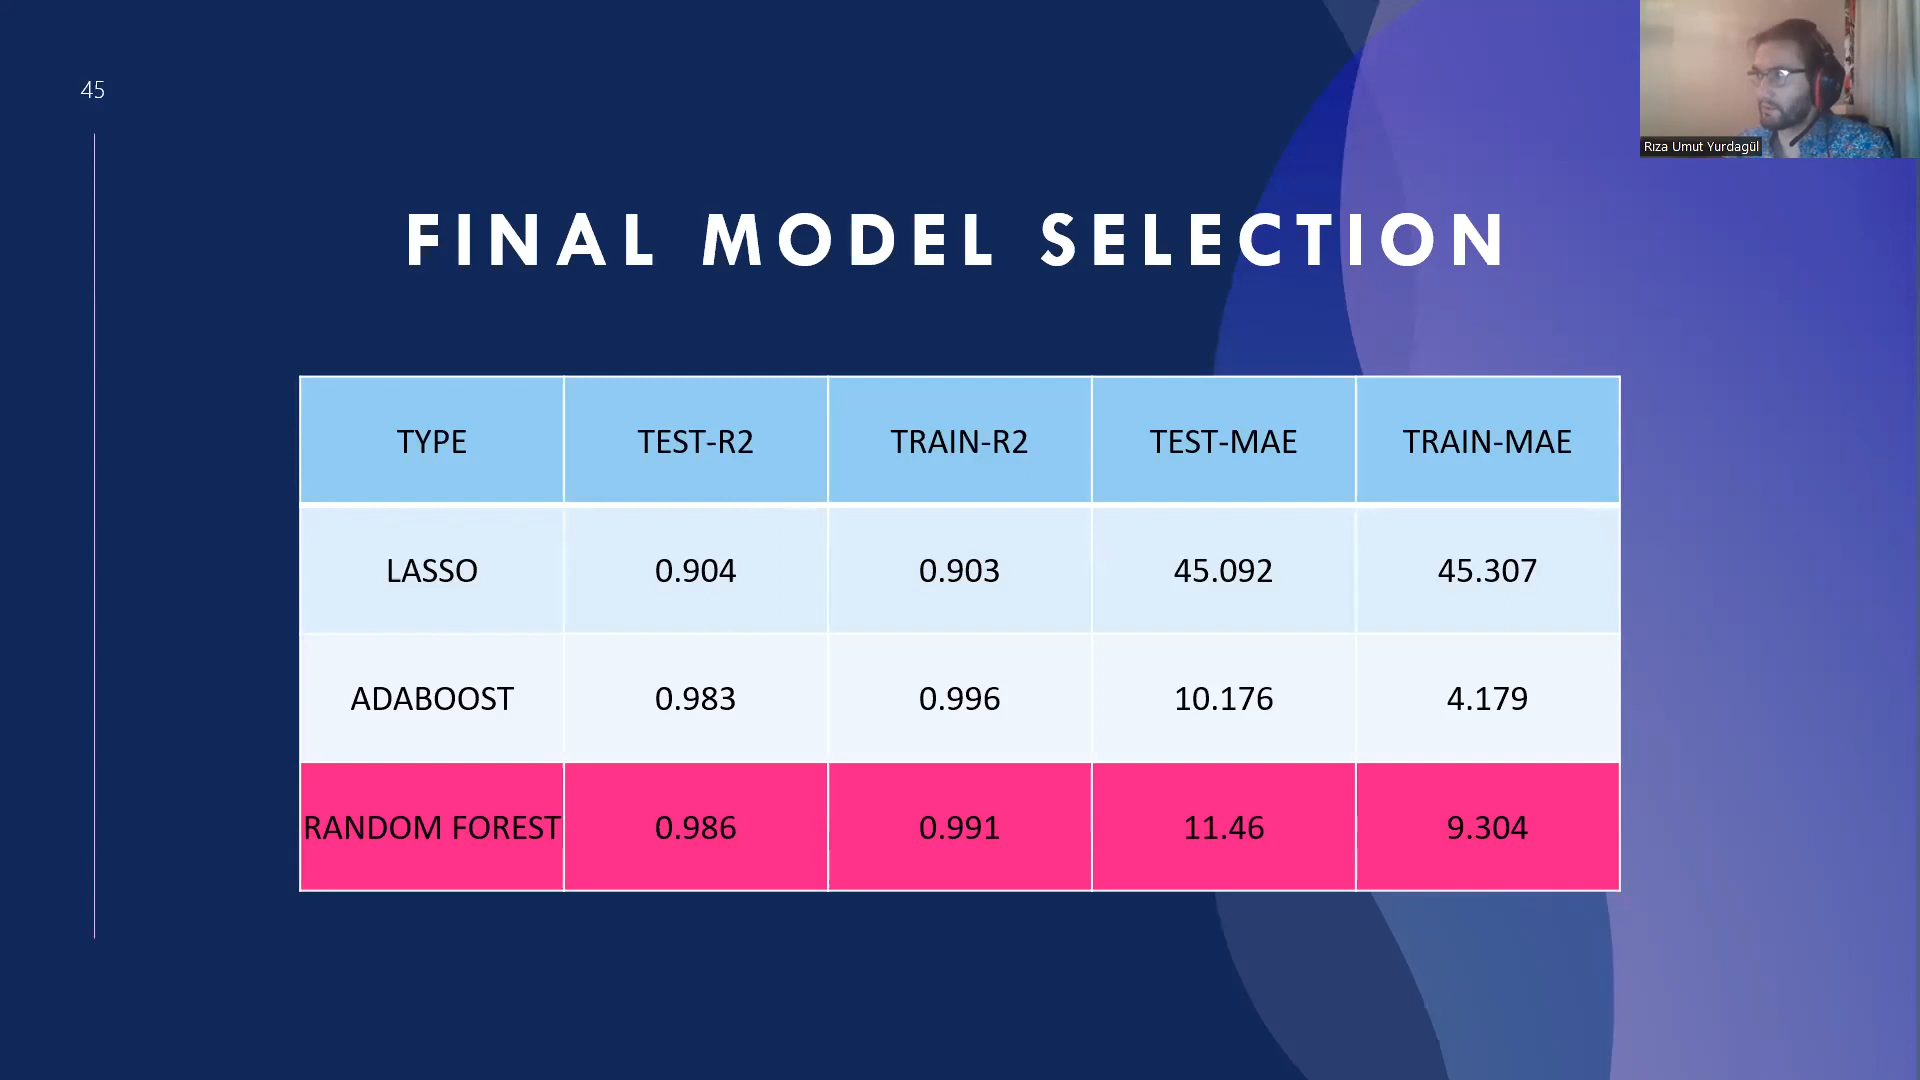 45
Rıza Umut Yurdagül
FINAL MODEL SELECTION
TYPE TEST-R2 TRAIN-R2 TEST-MAE TRAIN-MAE
LASSO 0.904 0.903 45.092 45.307
ADABOOST 0.983 0.996 10.176 4.179
RANDOM FOREST 0.986 0.991 11.46 9.304